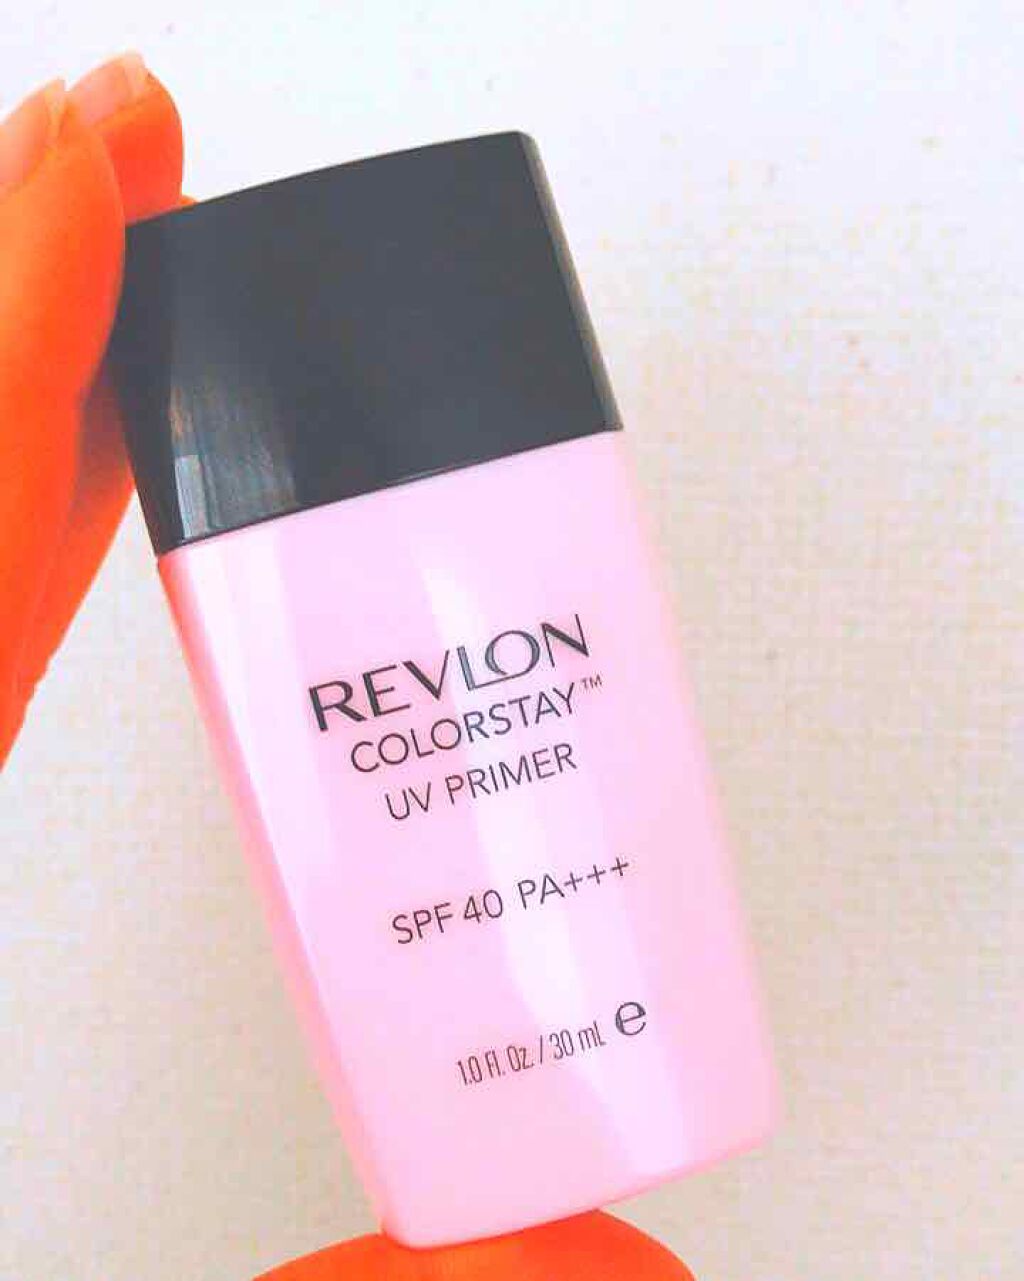 REVLON
COLORSTAY™
UV PRIMER
SPF 40 PA+++
1.0 Fl. Oz. / 30 mL e